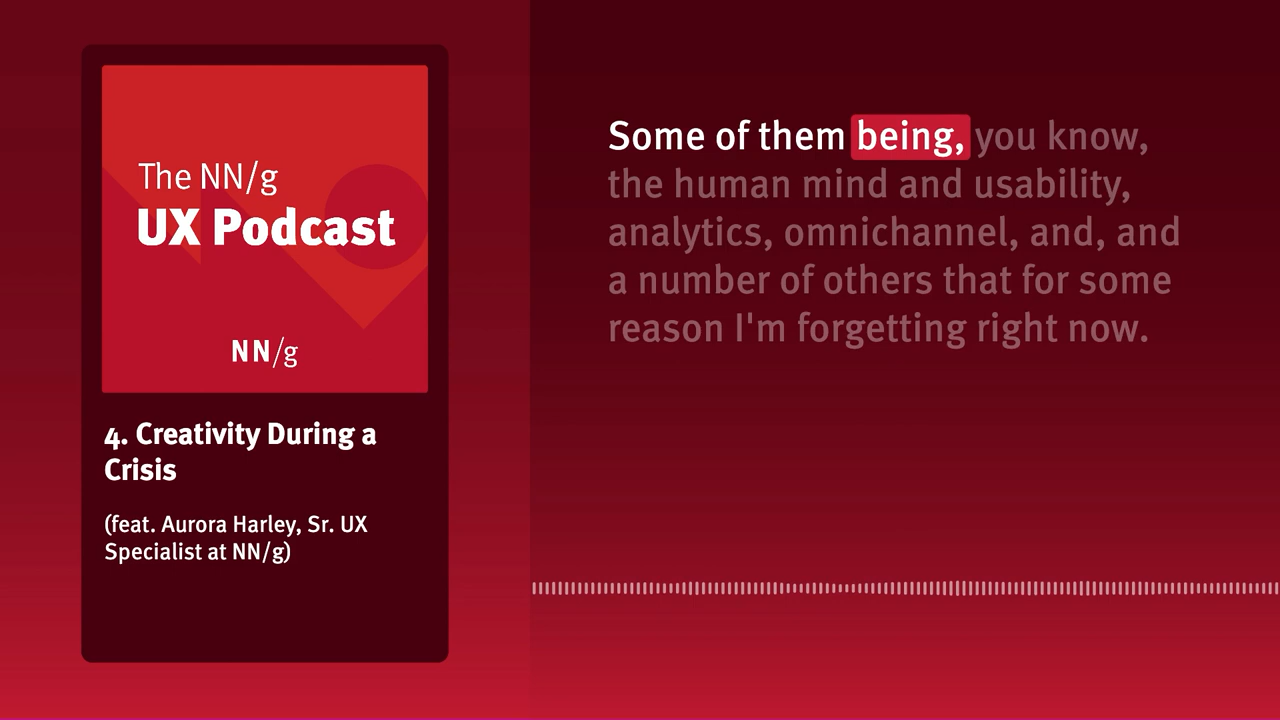 The NN/g
UX Podcast
NN/g
4. Creativity During a
Crisis
(feat. Aurora Harley, Sr. UX
Specialist at NN/g)
Some of them being, you know,
the human mind and usability,
analytics, omnichannel, and, and
a number of others that for some
reason I'm forgetting right now.